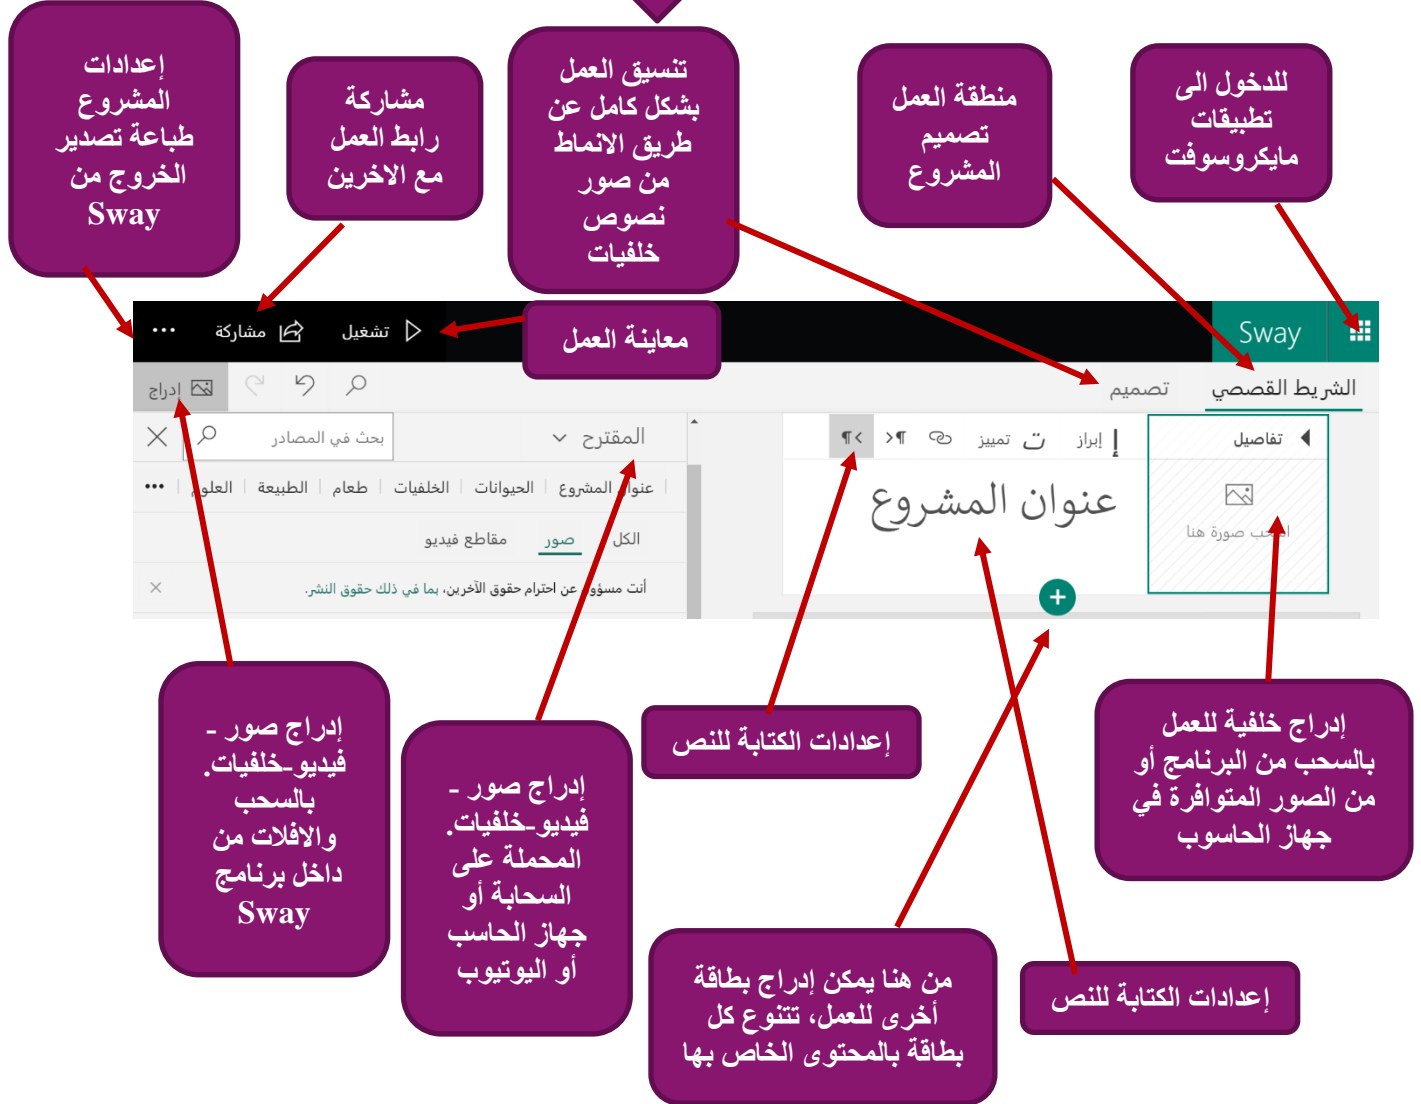 للدخول الى
تطبيقات
مايكروسوفت
منطقة العمل
تصميم
المشروع
تنسيق العمل
بشكل كامل عن
طريق الانماط
من صور
نصوص
خلفيات
مشاركة
رابط العمل
مع الاخرين
إعدادات
المشروع
طباعة تصدير
الخروج من
Sway
Sway
معاينة العمل
تشغيل
مشاركة
الشريط القصصي
تصميم
إدراج
تفاصيل
إبراز
تمييز
اسحب صورة هنا
عنوان المشروع
المقترح
بحث في المصادر
عنوان المشروع | الحيوانات | الخلفيات | طعام | الطبيعة | العلوم
الكل
صور
مقاطع فيديو
أنت مسؤول عن احترام حقوق الآخرين، بما في ذلك حقوق النشر.
إدراج خلفية للعمل
بالسحب من البرنامج أو
من الصور المتوافرة في
جهاز الحاسوب
إعدادات الكتابة للنص
إدراج صور -
فيديو-خلفيات.
المحملة على
السحابة أو
جهاز الحاسب
أو اليوتيوب
إدراج صور -
فيديو-خلفيات.
بالسحب
والافلات من
داخل برنامج
Sway
إعدادات الكتابة للنص
من هنا يمكن إدراج بطاقة
أخرى للعمل، تتنوع كل
بطاقة بالمحتوى الخاص بها